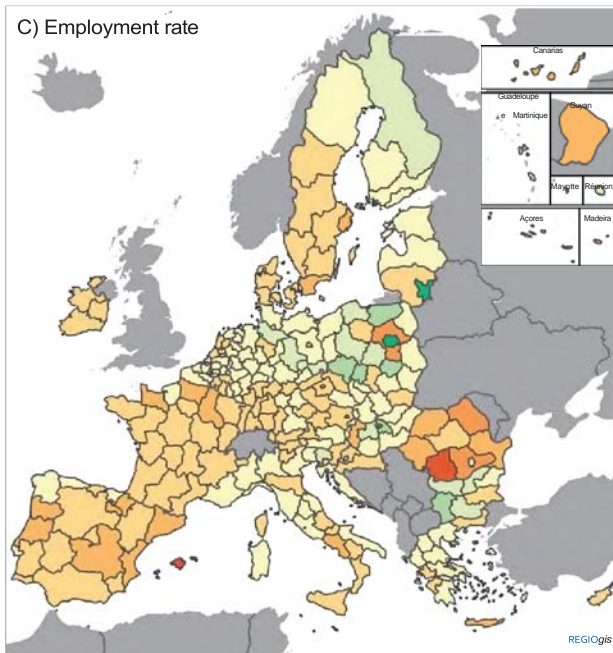 C) Employment rate
Canarias
Guadeloupe
e Martinique
Guyan
Mayotte
Réunion
Açores
Madeira
REGIOgis